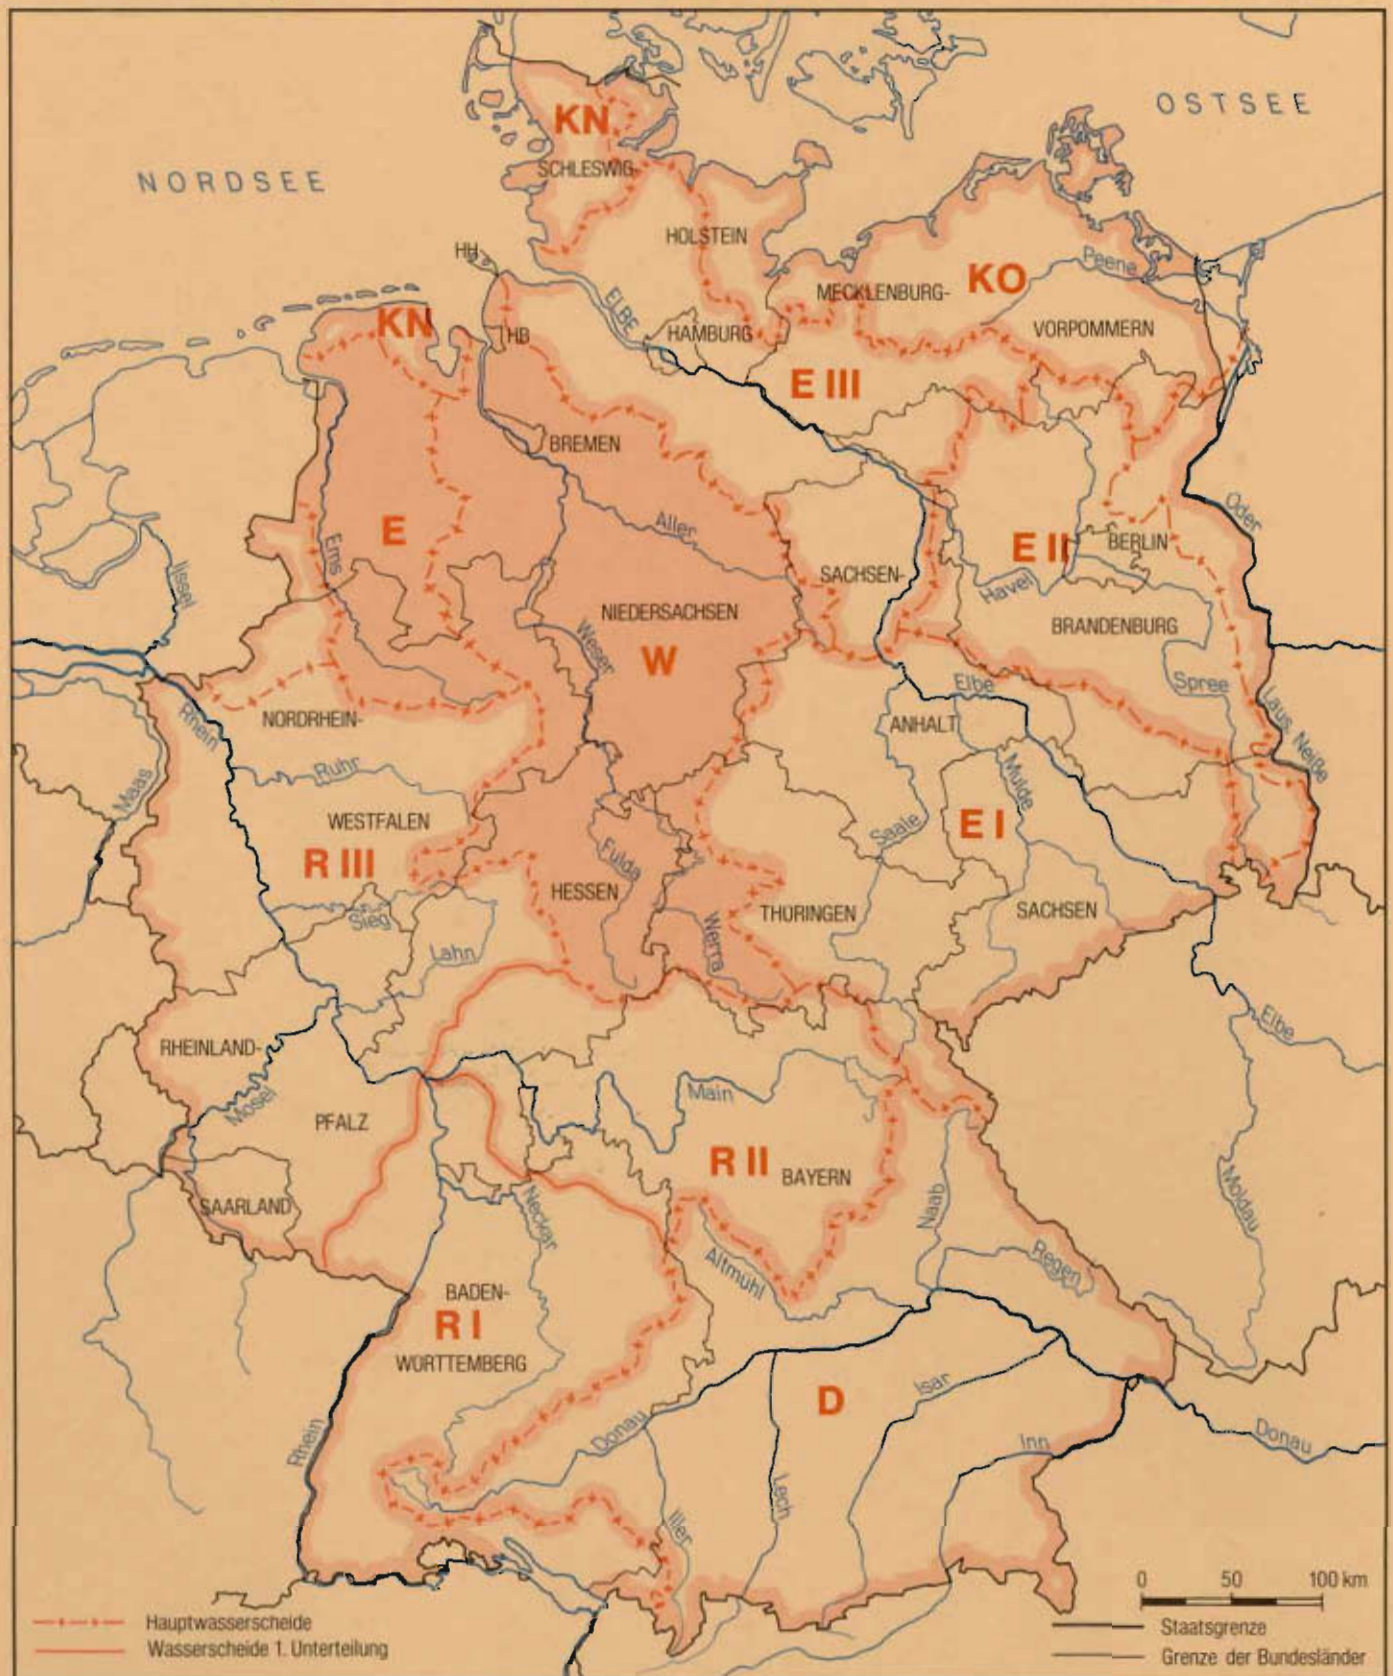 OSTSEE
KN
NORDSEE
SCHLESWIG-
HOLSTEIN
HH
Peene
KO
MECKLENBURG-
ELBE
KN
HB
HAMBURG
VORPOMMERN
E III
BREMEN
Oder
Aller
E
Ems
E II
BERLIN
Ijssel
SACHSEN-
Havel
NIEDERSACHSEN
BRANDENBURG
Weser
W
Elbe
Spree
Rhein
NORDRHEIN-
ANHALT
Laus. Neiße
Ruhr
Maas
Mulde
WESTFALEN
Saale
E I
R III
Fulda
HESSEN
THÜRINGEN
SACHSEN
Sieg
Werra
Lahn
Elbe
RHEINLAND-
Mosel
Main
PFALZ
R II
BAYERN
Moldau
SAARLAND
Neckar
Naab
Altmühl
Regen
BADEN-
R I
WÜRTTEMBERG
Isar
D
Donau
Rhein
Inn
Donau
Lech
Iller
0 50 100 km
Hauptwasserscheide
Wasserscheide 1. Unterteilung
Staatsgrenze
Grenze der Bundesländer